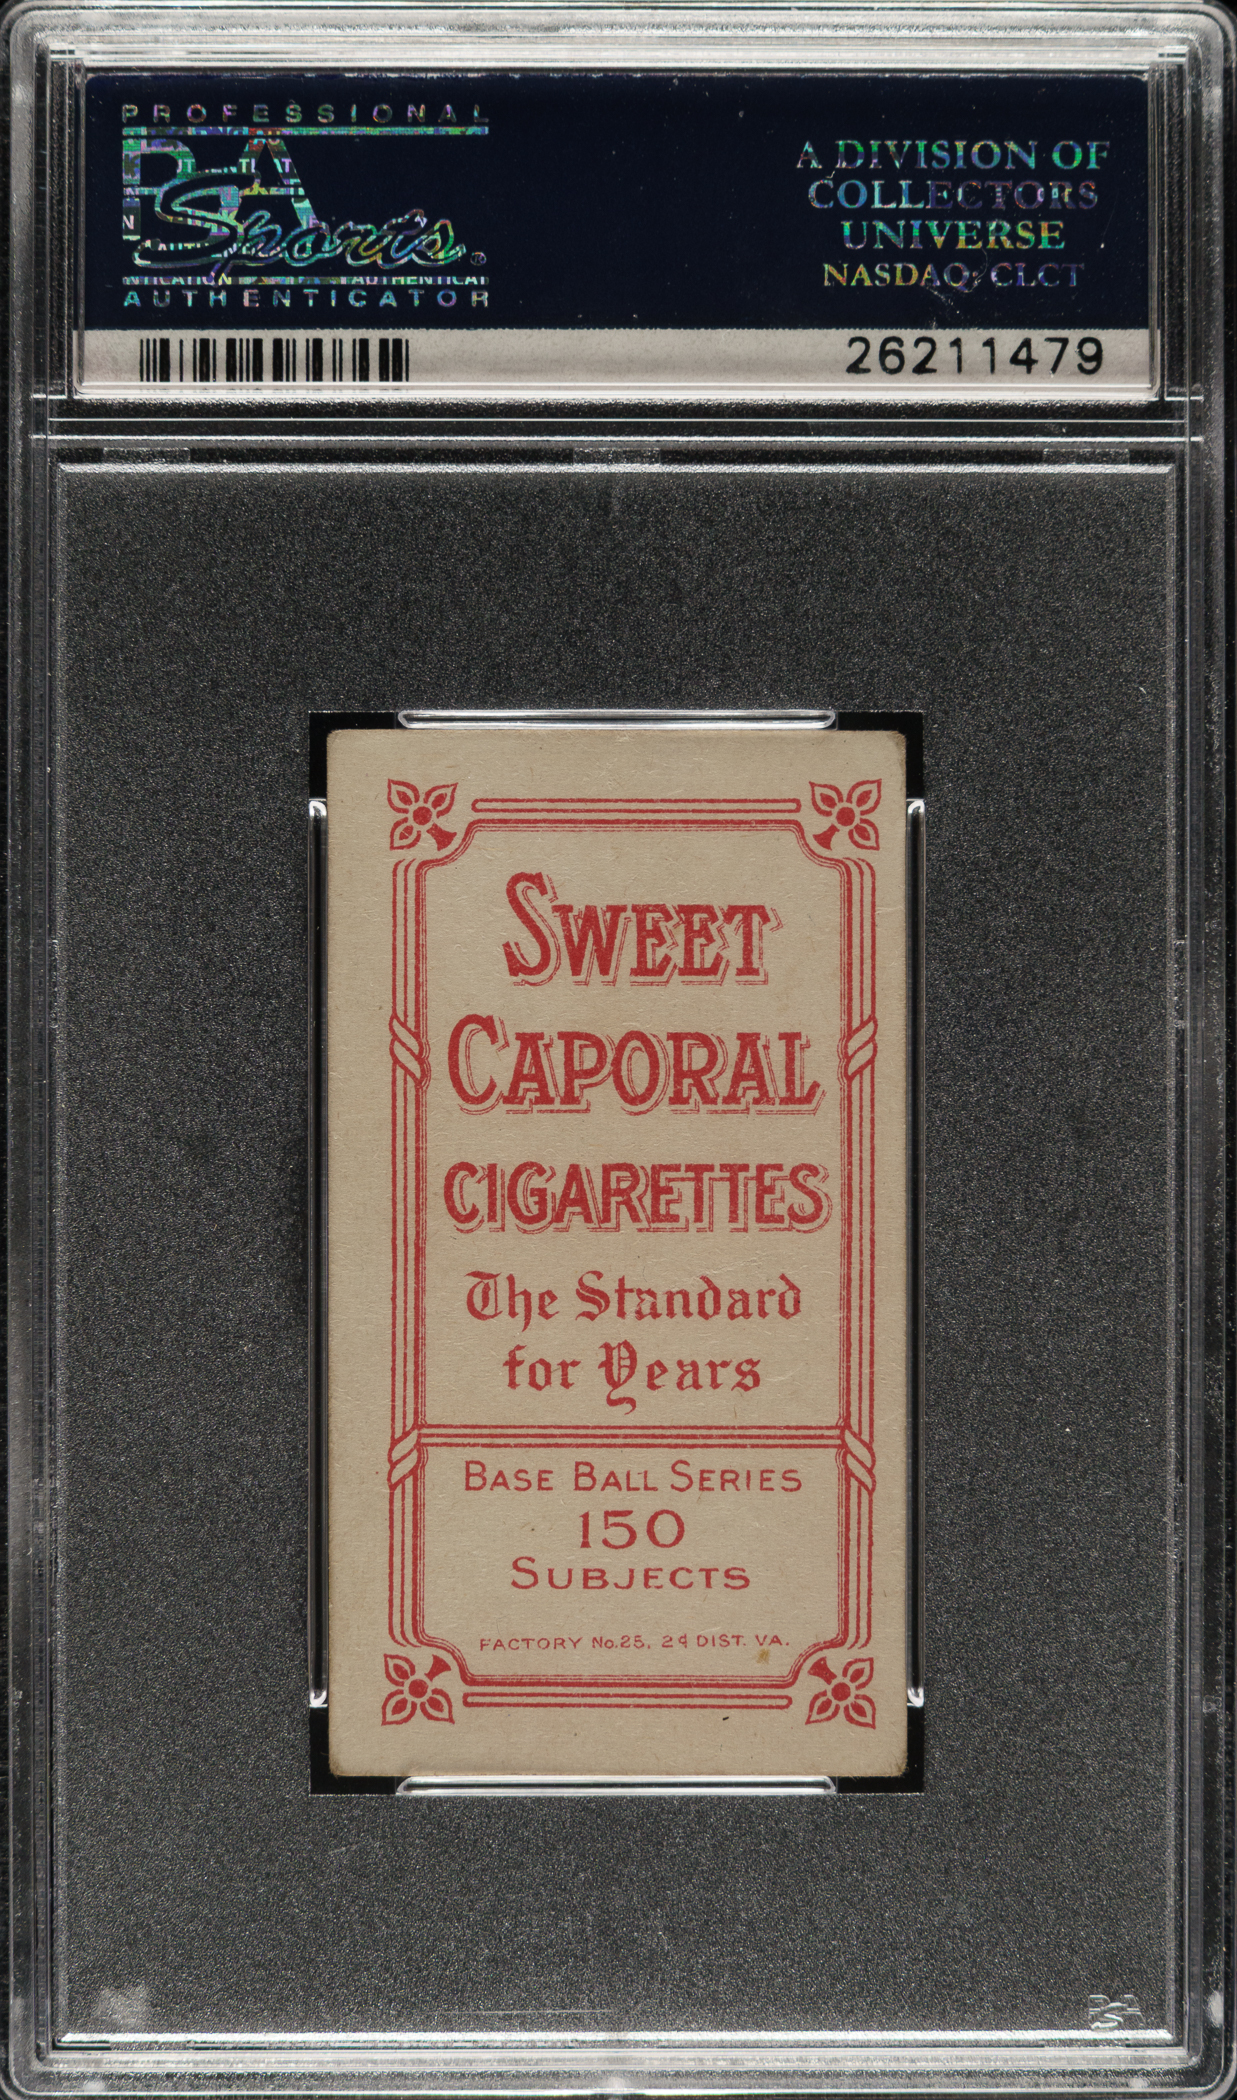 PROFESSIONAL
PSA
Sports
AUTHENTICATOR
A DIVISION OF
COLLECTORS
UNIVERSE
NASDAQ: CLCT
26211479
SWEET
CAPORAL
CIGARETTES
The Standard
for Years
BASE BALL SERIES
150
SUBJECTS
FACTORY No.25, 2d DIST. VA.
PSA